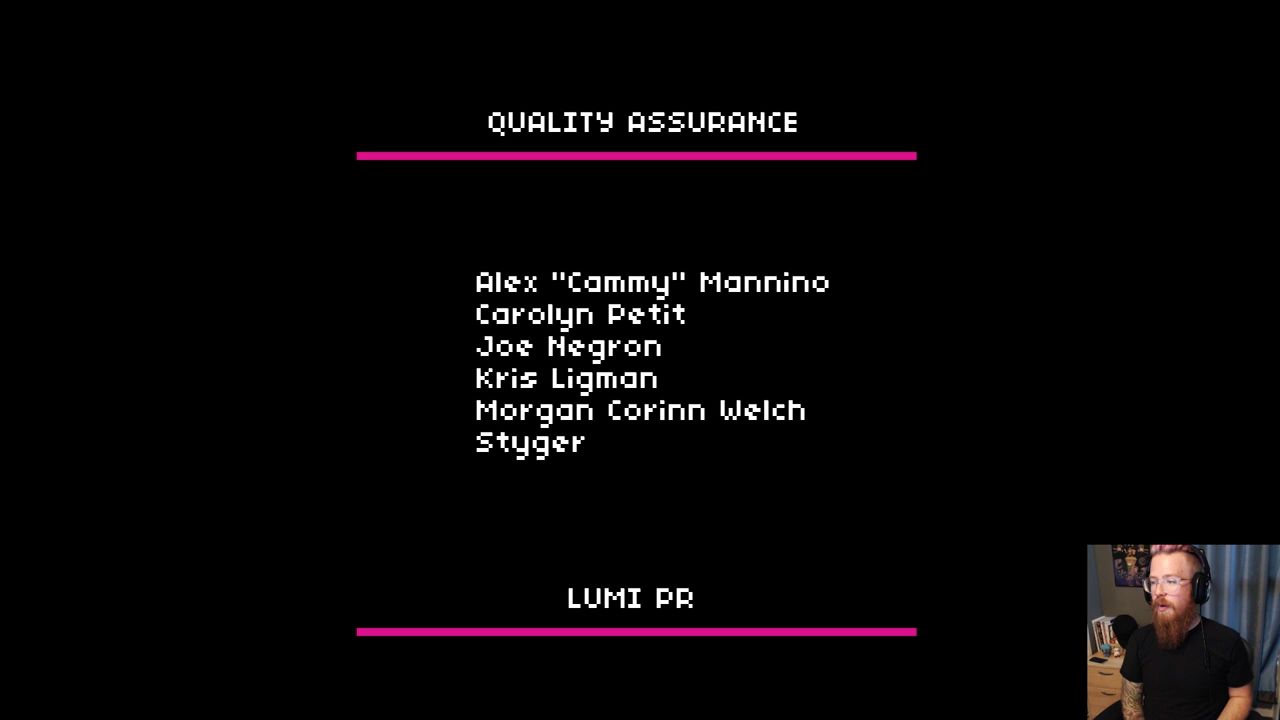 QUALITY ASSURANCE
Alex "Cammy" Mannino
Carolyn Petit
Joe Negron
Kris Ligman
Morgan Corinn Welch
Styger
LUMI PR